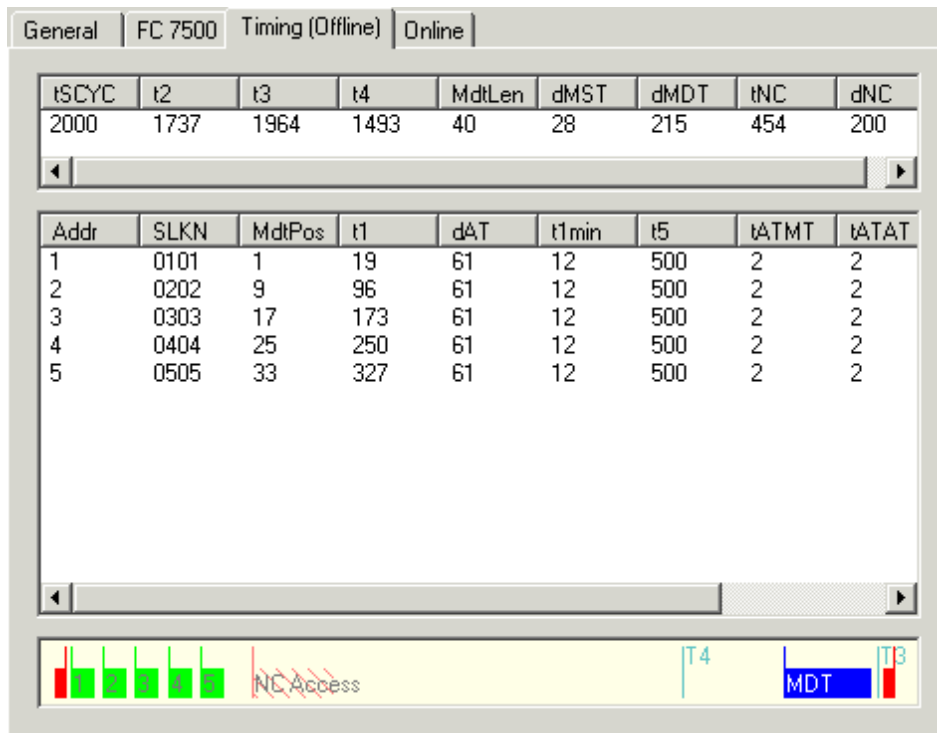 General FC 7500 Timing (Offline) Online
tSCYC t2 t3 t4 MdtLen dMST dMDT tNC dNC
2000 1737 1964 1493 40 28 215 454 200
Addr SLKN MdtPos t1 dAT t1min t5 tATMT tATAT
1 0101 1 19 61 12 500 2 2
2 0202 9 96 61 12 500 2 2
3 0303 17 173 61 12 500 2 2
4 0404 25 250 61 12 500 2 2
5 0505 33 327 61 12 500 2 2
T4 T3
1 2 3 4 5 NC Access MDT